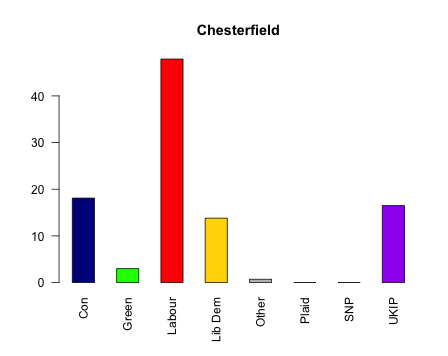 Chesterfield
40
30
20
10
0
Con
Green
Labour
Lib Dem
Other
Plaid
SNP
UKIP